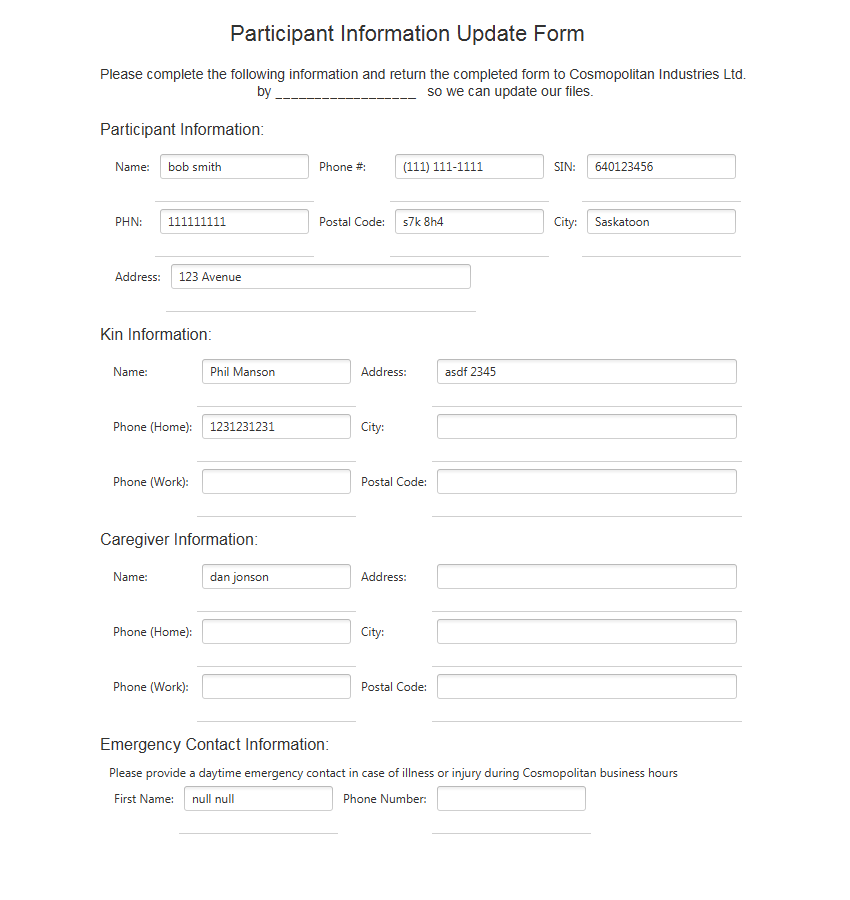 Participant Information Update Form
Please complete the following information and return the completed form to Cosmopolitan Industries Ltd.
by __________________ so we can update our files.
Participant Information:
Name: bob smith Phone #: (111) 111-1111 SIN: 640123456
PHN: 111111111 Postal Code: s7k 8h4 City: Saskatoon
Address: 123 Avenue
Kin Information:
Name: Phil Manson Address: asdf 2345
Phone (Home): 1231231231 City:
Phone (Work): Postal Code:
Caregiver Information:
Name: dan jonson Address:
Phone (Home): City:
Phone (Work): Postal Code:
Emergency Contact Information:
Please provide a daytime emergency contact in case of illness or injury during Cosmopolitan business hours
First Name: null null Phone Number: